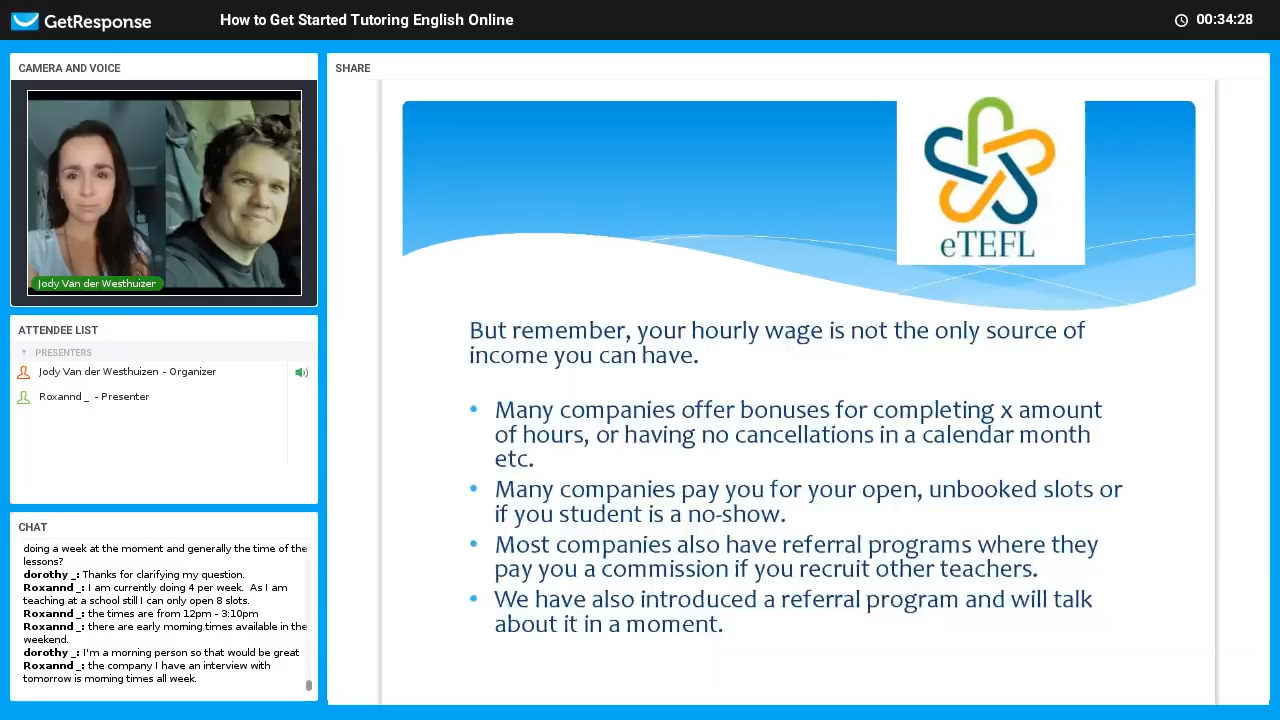 GetResponse
How to Get Started Tutoring English Online
00:34:28
CAMERA AND VOICE
Jody Van der Westhuizer
ATTENDEE LIST
PRESENTERS
Jody Van der Westhuizen - Organizer
Roxannd _ - Presenter
CHAT
doing a week at the moment and generally the time of the
lessons?
dorothy _: Thanks for clarifying my question.
Roxannd _: I am currently doing 4 per week. As I am
teaching at a school still I can only open 8 slots.
Roxannd _: the times are from 12pm - 3:10pm
Roxannd _: there are early morning times available in the
weekend.
dorothy _: I'm a morning person so that would be great
Roxannd _: the company I have an interview with
tomorrow is morning times all week.
SHARE
eTEFL
But remember, your hourly wage is not the only source of
income you can have.
• Many companies offer bonuses for completing x amount
of hours, or having no cancellations in a calendar month
etc.
• Many companies pay you for your open, unbooked slots or
if you student is a no-show.
• Most companies also have referral programs where they
pay you a commission if you recruit other teachers.
• We have also introduced a referral program and will talk
about it in a moment.